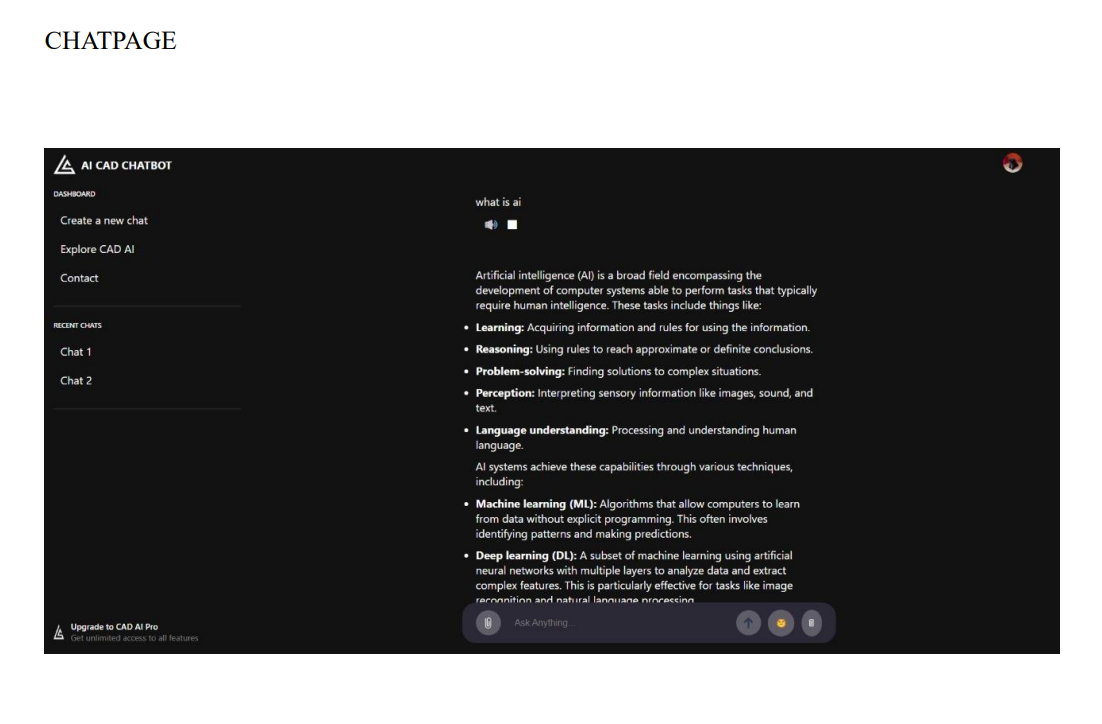 CHATPAGE
AI CAD CHATBOT
DASHBOARD
Create a new chat
Explore CAD AI
Contact
RECENT CHATS
Chat 1
Chat 2
Upgrade to CAD AI Pro
Get unlimited access to all features
what is ai
Artificial intelligence (AI) is a broad field encompassing the
development of computer systems able to perform tasks that typically
require human intelligence. These tasks include things like:
• Learning: Acquiring information and rules for using the information.
• Reasoning: Using rules to reach approximate or definite conclusions.
• Problem-solving: Finding solutions to complex situations.
• Perception: Interpreting sensory information like images, sound, and
text.
• Language understanding: Processing and understanding human
language.
AI systems achieve these capabilities through various techniques,
including:
• Machine learning (ML): Algorithms that allow computers to learn
from data without explicit programming. This often involves
identifying patterns and making predictions.
• Deep learning (DL): A subset of machine learning using artificial
neural networks with multiple layers to analyze data and extract
complex features. This is particularly effective for tasks like image
recognition and natural language processing
Ask Anything...